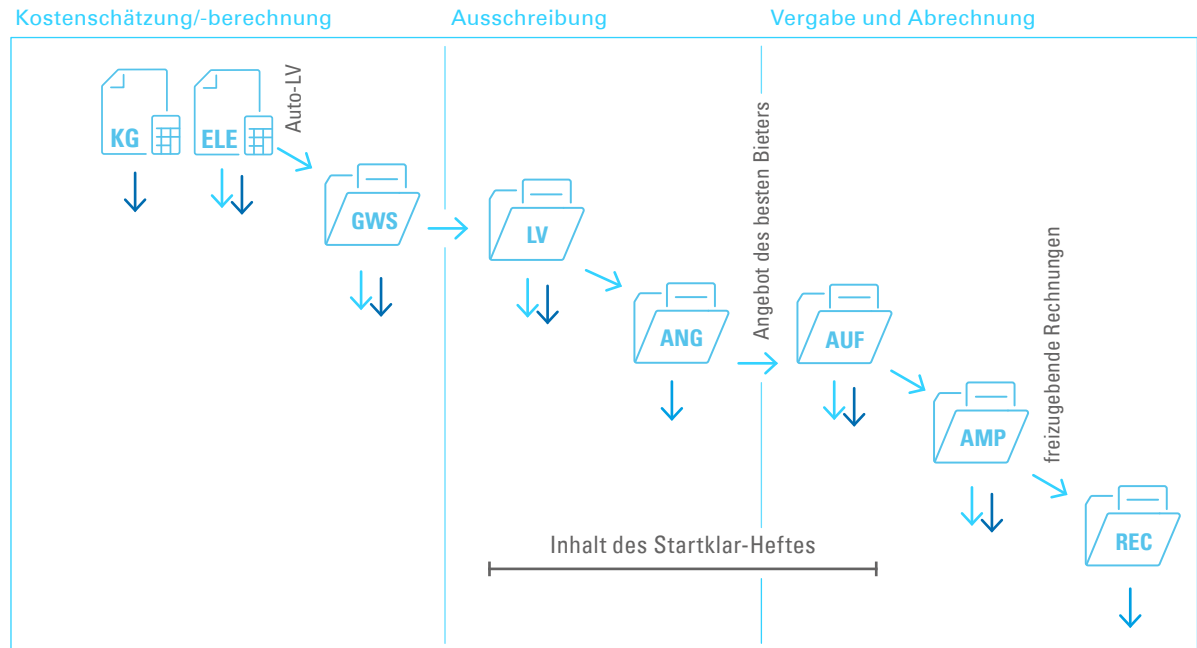 Kostenschätzung/-berechnung
Ausschreibung
Vergabe und Abrechnung
KG
ELE
Auto-LV
GWS
LV
ANG
Angebot des besten Bieters
AUF
AMP
freizugebende Rechnungen
REC
Inhalt des Startklar-Heftes